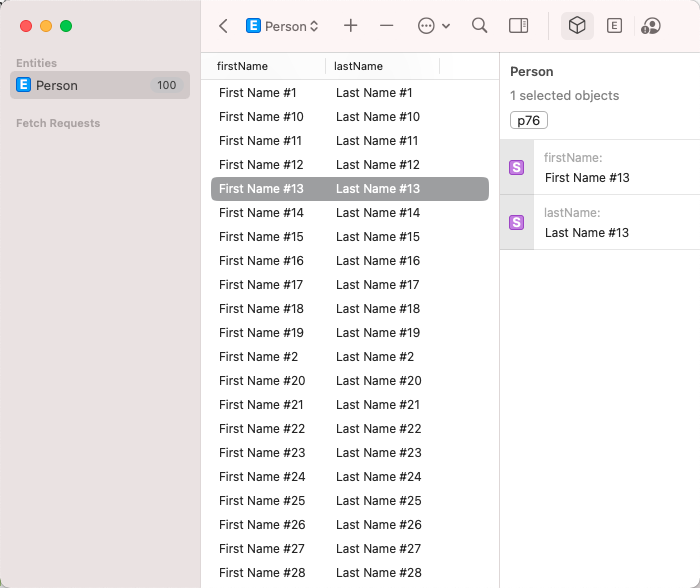 E Person
Entities
E Person 100
Fetch Requests
firstName lastName
First Name #1 Last Name #1
First Name #10 Last Name #10
First Name #11 Last Name #11
First Name #12 Last Name #12
First Name #13 Last Name #13
First Name #14 Last Name #14
First Name #15 Last Name #15
First Name #16 Last Name #16
First Name #17 Last Name #17
First Name #18 Last Name #18
First Name #19 Last Name #19
First Name #2 Last Name #2
First Name #20 Last Name #20
First Name #21 Last Name #21
First Name #22 Last Name #22
First Name #23 Last Name #23
First Name #24 Last Name #24
First Name #25 Last Name #25
First Name #26 Last Name #26
First Name #27 Last Name #27
First Name #28 Last Name #28
E
Person
1 selected objects
p76
S
firstName:
First Name #13
S
lastName:
Last Name #13